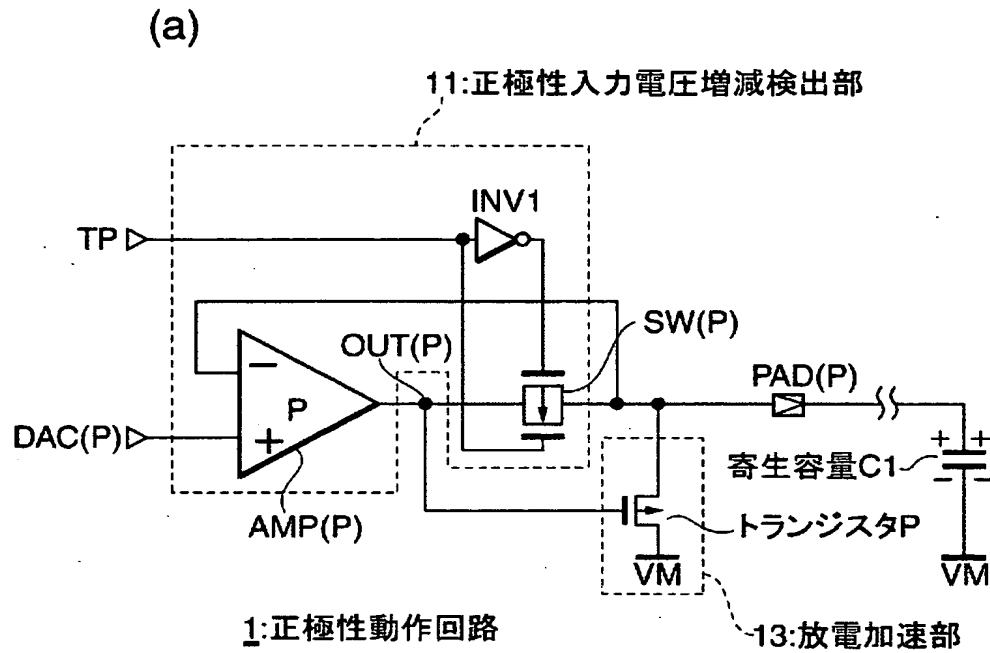 (a)
11:正極性入力電圧増減検出部
INV1
TP
SW(P)
OUT(P)
PAD(P)
−
P
DAC(P)
+
寄生容量C1
+ +
− −
AMP(P)
トランジスタP
VM
VM
1:正極性動作回路
13:放電加速部